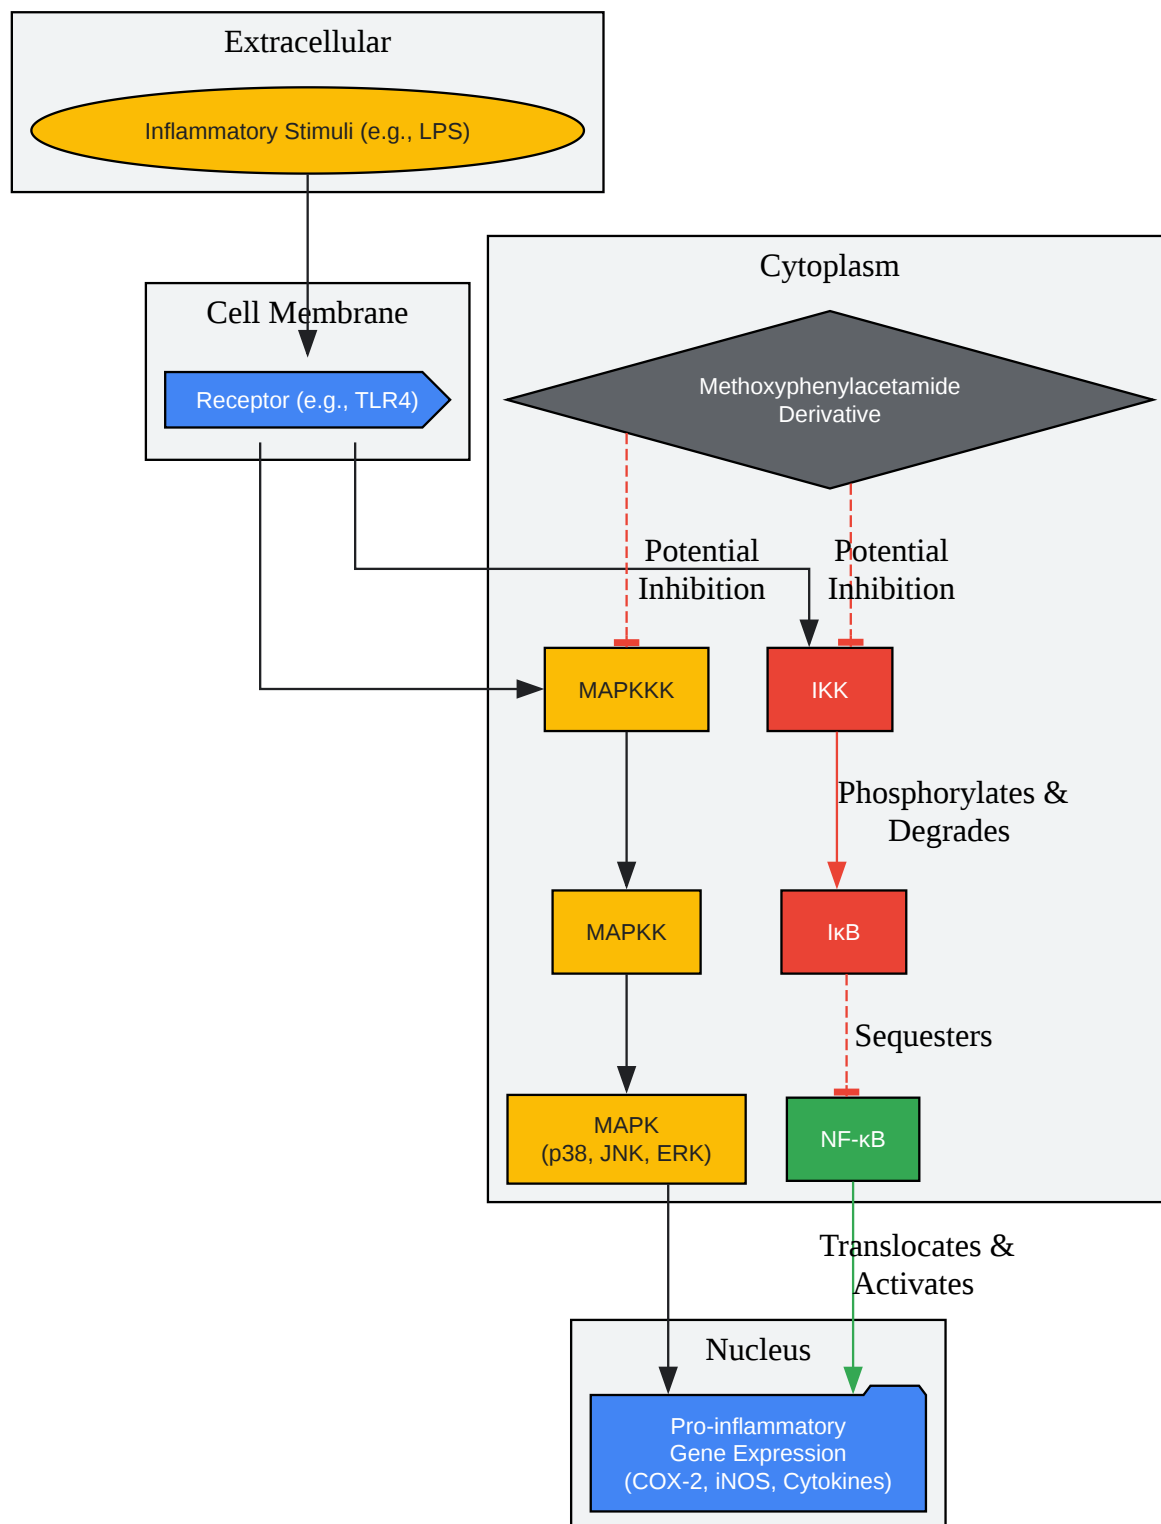 Extracellular
Inflammatory Stimuli (e.g., LPS)
Cytoplasm
Cell Membrane
Receptor (e.g., TLR4)
Methoxyphenylacetamide
Derivative
Potential
Inhibition
Potential
Inhibition
MAPKKK
IKK
Phosphorylates &
Degrades
MAPKK
IκB
Sequesters
MAPK
(p38, JNK, ERK)
NF-κB
Translocates &
Activates
Nucleus
Pro-inflammatory
Gene Expression
(COX-2, iNOS, Cytokines)